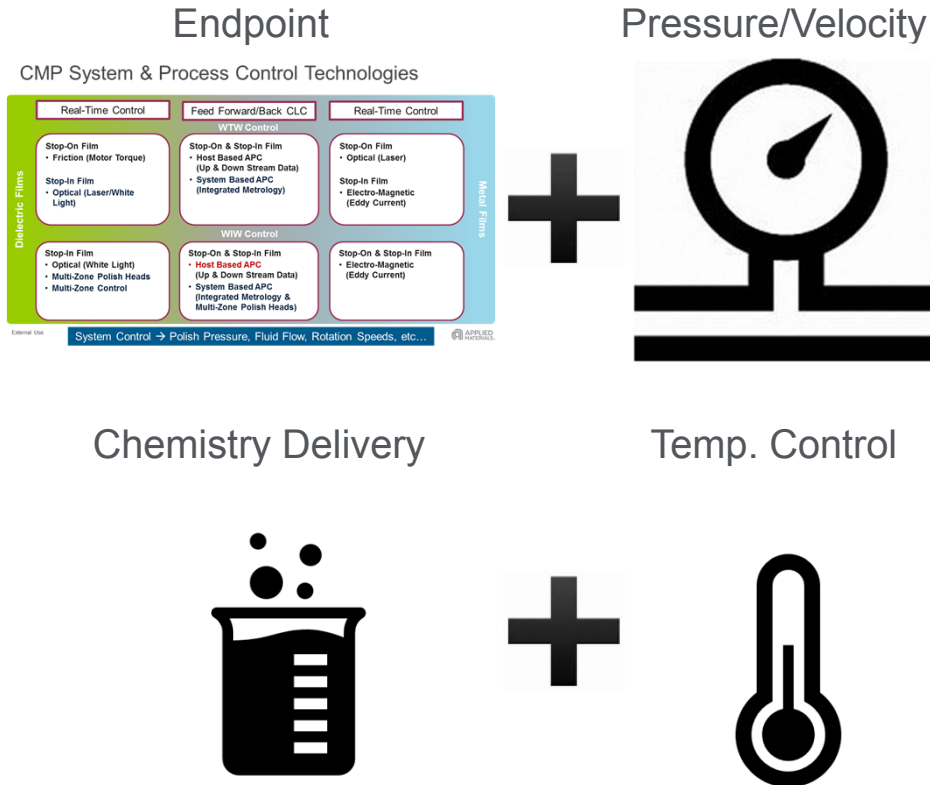 Endpoint
Pressure/Velocity
CMP System & Process Control Technologies
Real-Time Control
Feed Forward/Back CLC
Real-Time Control
WTW Control
Dielectric Films
Stop-On Film
• Friction (Motor Torque)
Stop-In Film
• Optical (Laser/White
Light)
Stop-On & Stop-In Film
• Host Based APC
(Up & Down Stream Data)
• System Based APC
(Integrated Metrology)
Stop-On Film
• Optical (Laser)
Stop-In Film
• Electro-Magnetic
(Eddy Current)
Metal Films
WIW Control
Stop-In Film
• Optical (White Light)
• Multi-Zone Polish Heads
• Multi-Zone Control
Stop-On & Stop-In Film
• Host Based APC
(Up & Down Stream Data)
• System Based APC
(Integrated Metrology &
Multi-Zone Polish Heads)
Stop-On & Stop-In Film
• Electro-Magnetic
(Eddy Current)
External Use
System Control → Polish Pressure, Fluid Flow, Rotation Speeds, etc…
APPLIED
MATERIALS.
Chemistry Delivery
Temp. Control